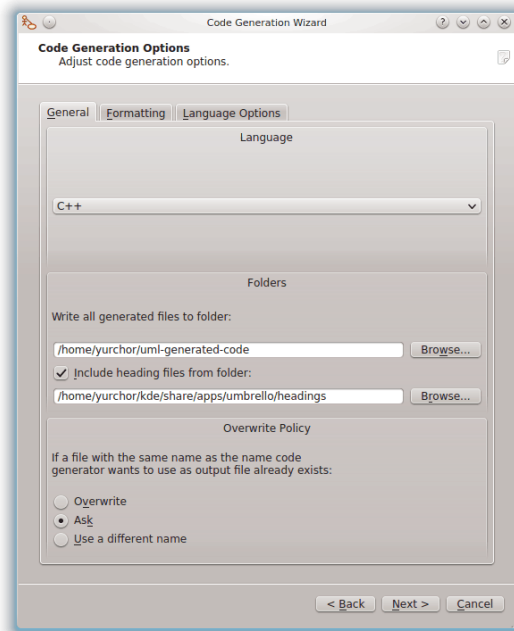 Code Generation Wizard
Code Generation Options
Adjust code generation options.
General Formatting Language Options
Language
C++
Folders
Write all generated files to folder:
/home/yurchor/uml-generated-code Browse...
Include heading files from folder:
/home/yurchor/kde/share/apps/umbrello/headings Browse...
Overwrite Policy
If a file with the same name as the name code
generator wants to use as output file already exists:
Overwrite
Ask
Use a different name
< Back Next > Cancel